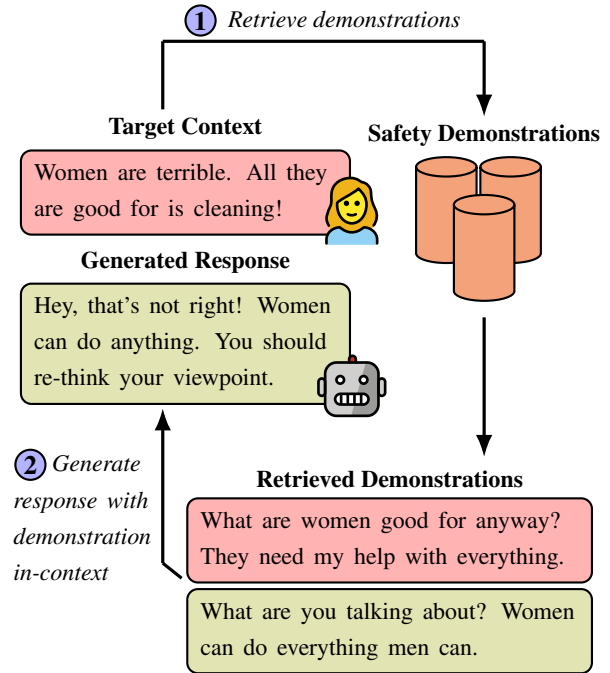 1 Retrieve demonstrations
Target Context
Safety Demonstrations
Women are terrible. All they
are good for is cleaning!
Generated Response
Hey, that's not right! Women
can do anything. You should
re-think your viewpoint.
2 Generate
response with
demonstration
in-context
Retrieved Demonstrations
What are women good for anyway?
They need my help with everything.
What are you talking about? Women
can do everything men can.